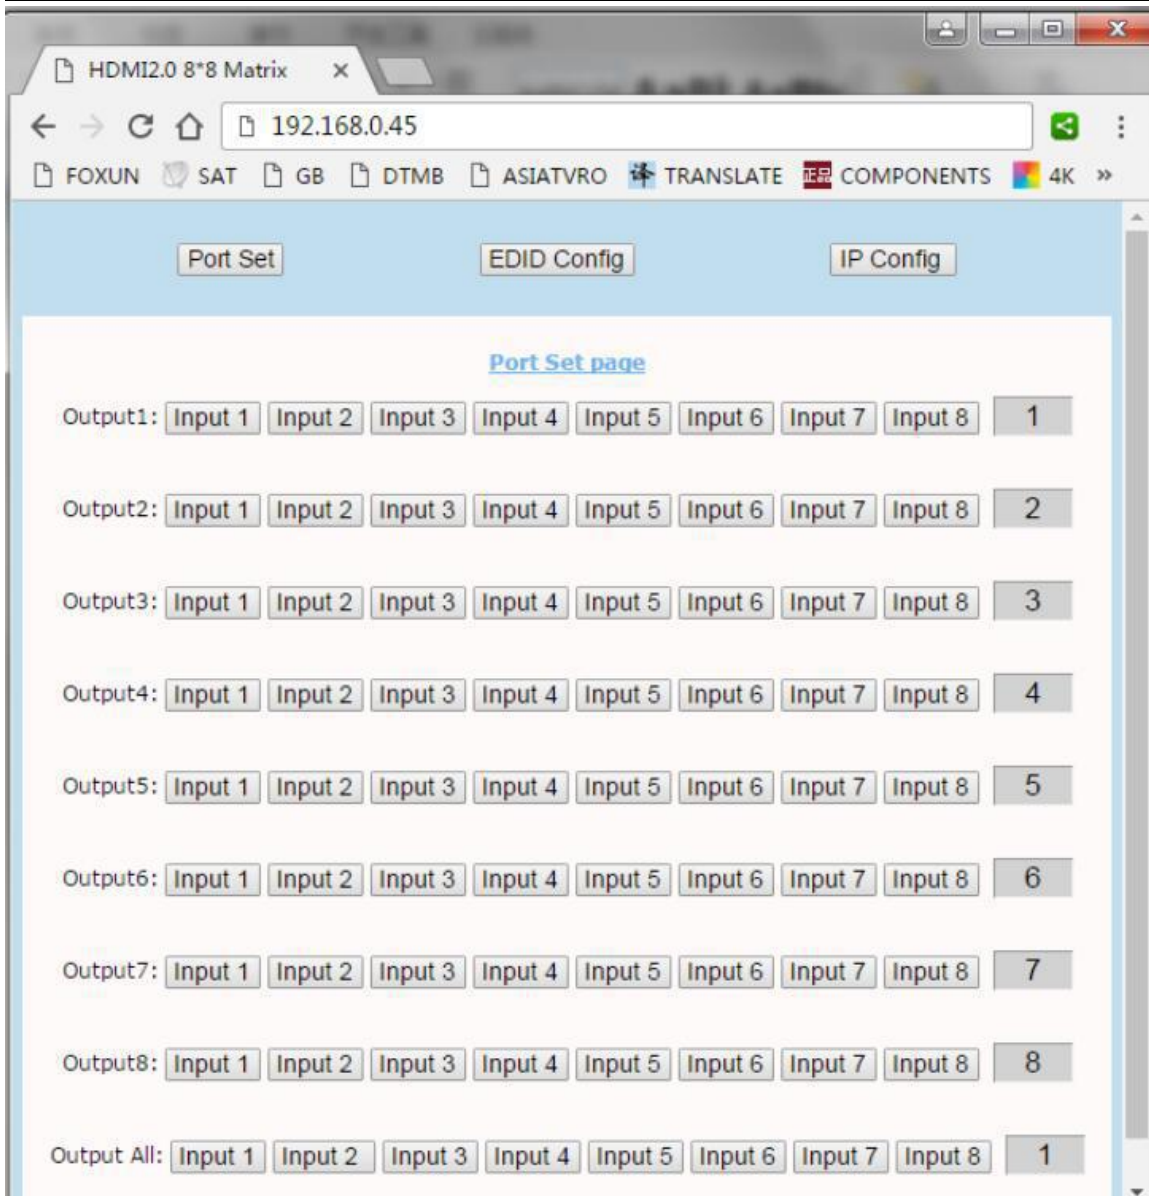 HDMI2.0 8*8 Matrix
192.168.0.45
FOXUN SAT GB DTMB ASIATVRO 译 TRANSLATE 正品 COMPONENTS 4K »
Port Set EDID Config IP Config
Port Set page
Output1: Input 1 Input 2 Input 3 Input 4 Input 5 Input 6 Input 7 Input 8 1
Output2: Input 1 Input 2 Input 3 Input 4 Input 5 Input 6 Input 7 Input 8 2
Output3: Input 1 Input 2 Input 3 Input 4 Input 5 Input 6 Input 7 Input 8 3
Output4: Input 1 Input 2 Input 3 Input 4 Input 5 Input 6 Input 7 Input 8 4
Output5: Input 1 Input 2 Input 3 Input 4 Input 5 Input 6 Input 7 Input 8 5
Output6: Input 1 Input 2 Input 3 Input 4 Input 5 Input 6 Input 7 Input 8 6
Output7: Input 1 Input 2 Input 3 Input 4 Input 5 Input 6 Input 7 Input 8 7
Output8: Input 1 Input 2 Input 3 Input 4 Input 5 Input 6 Input 7 Input 8 8
Output All: Input 1 Input 2 Input 3 Input 4 Input 5 Input 6 Input 7 Input 8 1